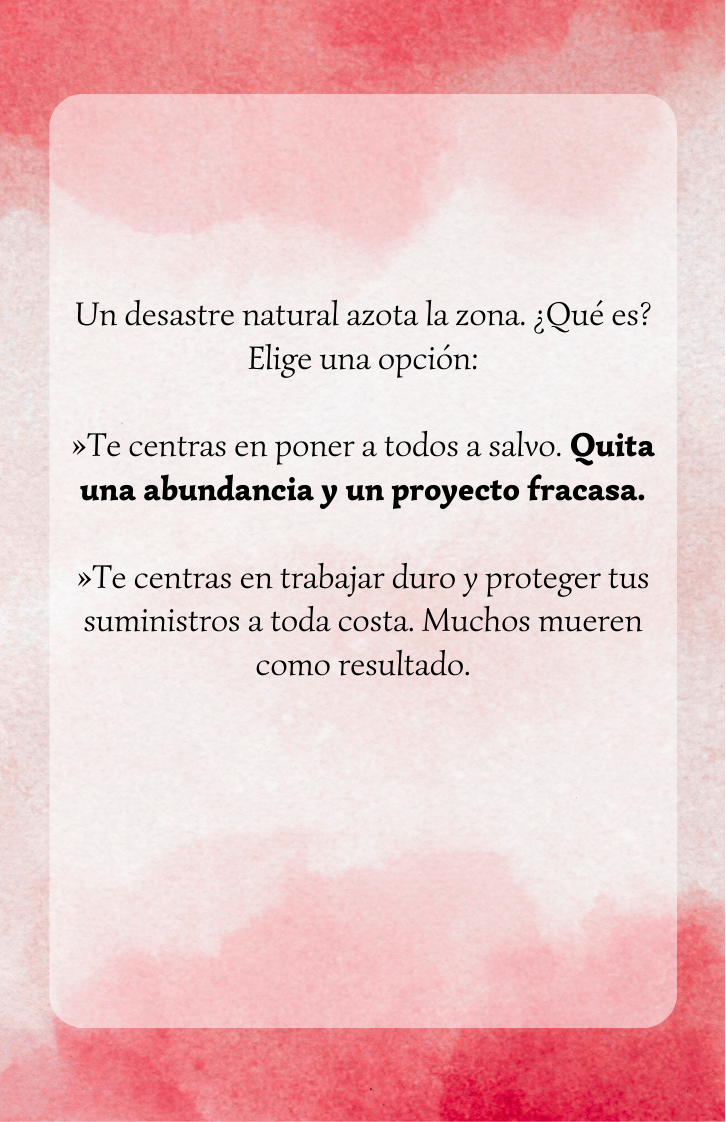 Un desastre natural azota la zona. ¿Qué es?
Elige una opción:
»Te centras en poner a todos a salvo. Quita
una abundancia y un proyecto fracasa.
»Te centras en trabajar duro y proteger tus
suministros a toda costa. Muchos mueren
como resultado.